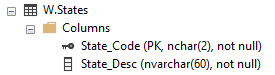 W.States
Columns
State_Code (PK, nchar(2), not null)
State_Desc (nvarchar(60), not null)